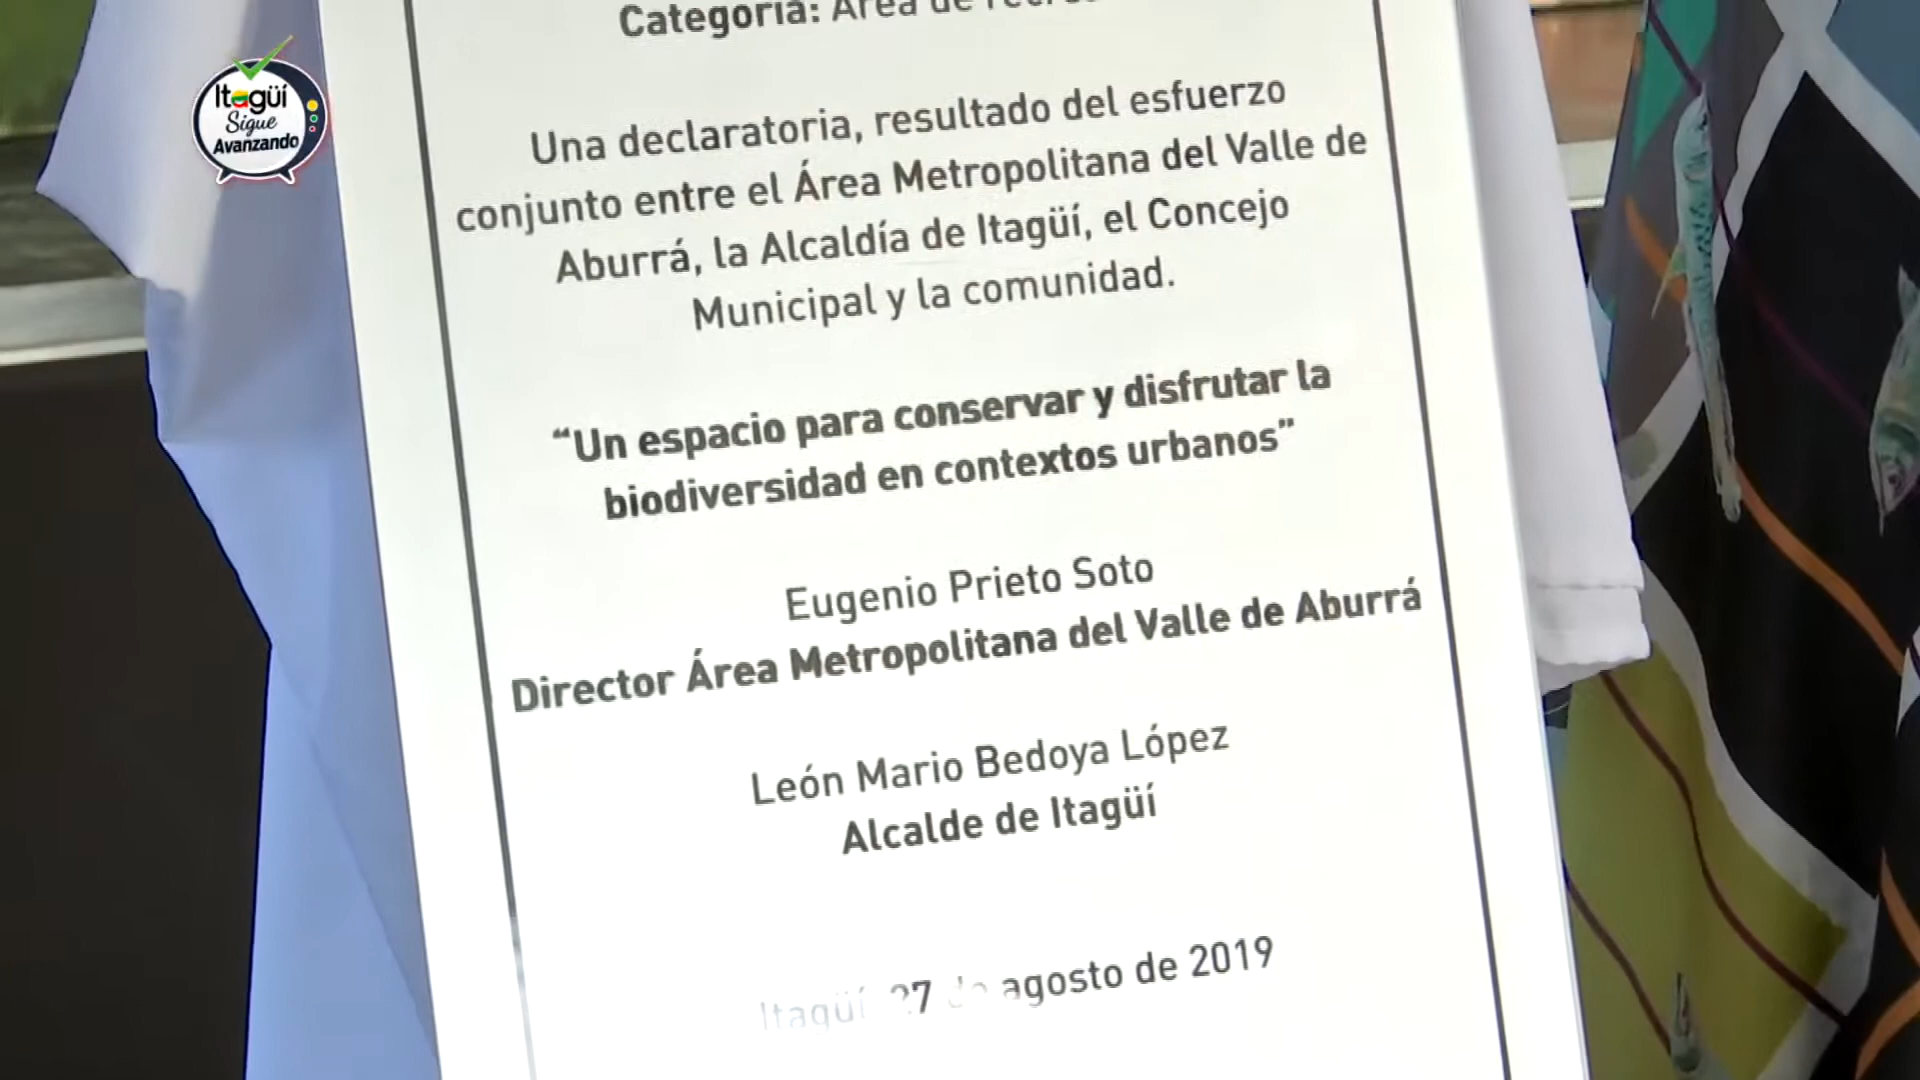 Categoría: Área de
Itagüí
Sigue
Avanzando
Una declaratoria, resultado del esfuerzo
conjunto entre el Área Metropolitana del Valle de
Aburrá, la Alcaldía de Itagüí, el Concejo
Municipal y la comunidad.
“Un espacio para conservar y disfrutar la
biodiversidad en contextos urbanos”
Eugenio Prieto Soto
Director Área Metropolitana del Valle de Aburrá
León Mario Bedoya López
Alcalde de Itagüí
Itagüí 27 de agosto de 2019